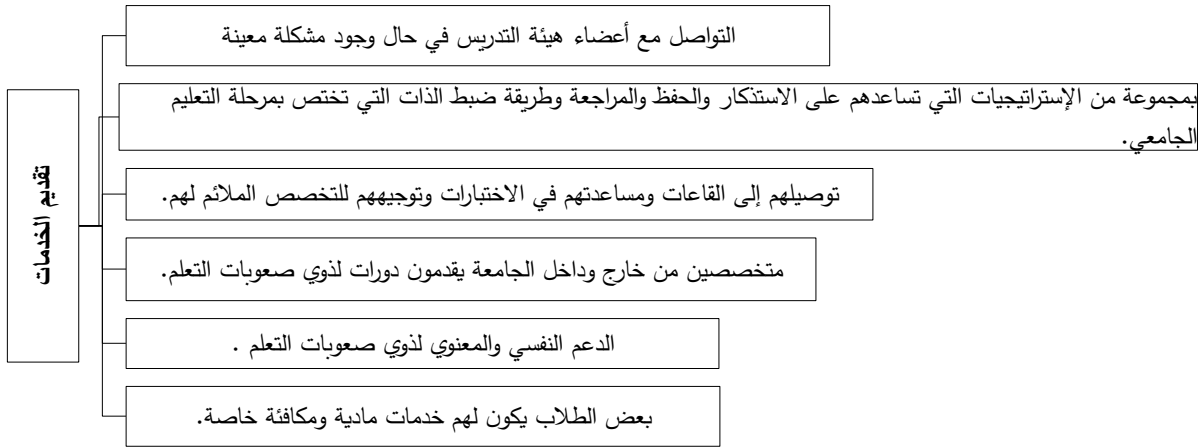 التواصل مع أعضاء هيئة التدريس في حال وجود مشكلة معينة
بمجموعة من الإستراتيجيات التي تساعدهم على الاستذكار والحفظ والمراجعة وطريقة ضبط الذات التي تختص بمرحلة التعليم
الجامعي.
تقديم الخدمات
توصيلهم إلى القاعات ومساعدتهم في الاختبارات وتوجيههم للتخصص الملائم لهم.
متخصصين من خارج وداخل الجامعة يقدمون دورات لذوي صعوبات التعلم.
الدعم النفسي والمعنوي لذوي صعوبات التعلم .
بعض الطلاب يكون لهم خدمات مادية ومكافئة خاصة.